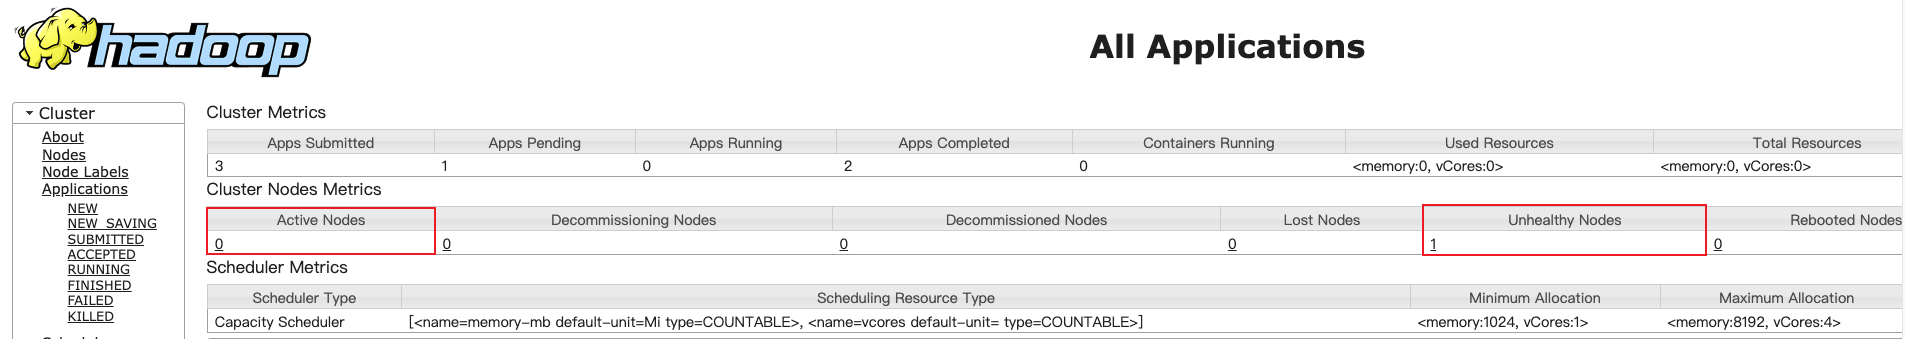 hadoop
All Applications
Cluster
About
Nodes
Node Labels
Applications
NEW
NEW_SAVING
SUBMITTED
ACCEPTED
RUNNING
FINISHED
FAILED
KILLED
Cluster Metrics
Apps Submitted Apps Pending Apps Running Apps Completed Containers Running Used Resources Total Resources
3 1 0 2 0 <memory:0, vCores:0> <memory:0, vCores:0>
Cluster Nodes Metrics
Active Nodes Decommissioning Nodes Decommissioned Nodes Lost Nodes Unhealthy Nodes Rebooted Nodes
0 0 0 0 1 0
Scheduler Metrics
Scheduler Type Scheduling Resource Type Minimum Allocation Maximum Allocation
Capacity Scheduler [<name=memory-mb default-unit=Mi type=COUNTABLE>, <name=vcores default-unit= type=COUNTABLE>] <memory:1024, vCores:1> <memory:8192, vCores:4>